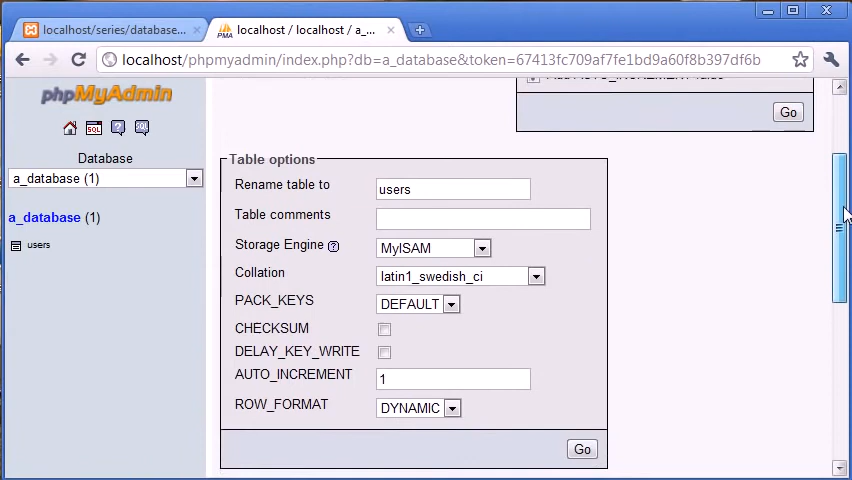 localhost/series/database...
localhost / localhost / a_...
localhost/phpmyadmin/index.php?db=a_database&token=67413fc709af7fe1bd9a60f8b397df6b
phpMyAdmin
SQL
Database
a_database (1)
a_database (1)
users
Go
Table options
Rename table to users
Table comments
Storage Engine MyISAM
Collation latin1_swedish_ci
PACK_KEYS DEFAULT
CHECKSUM
DELAY_KEY_WRITE
AUTO_INCREMENT 1
ROW_FORMAT DYNAMIC
Go